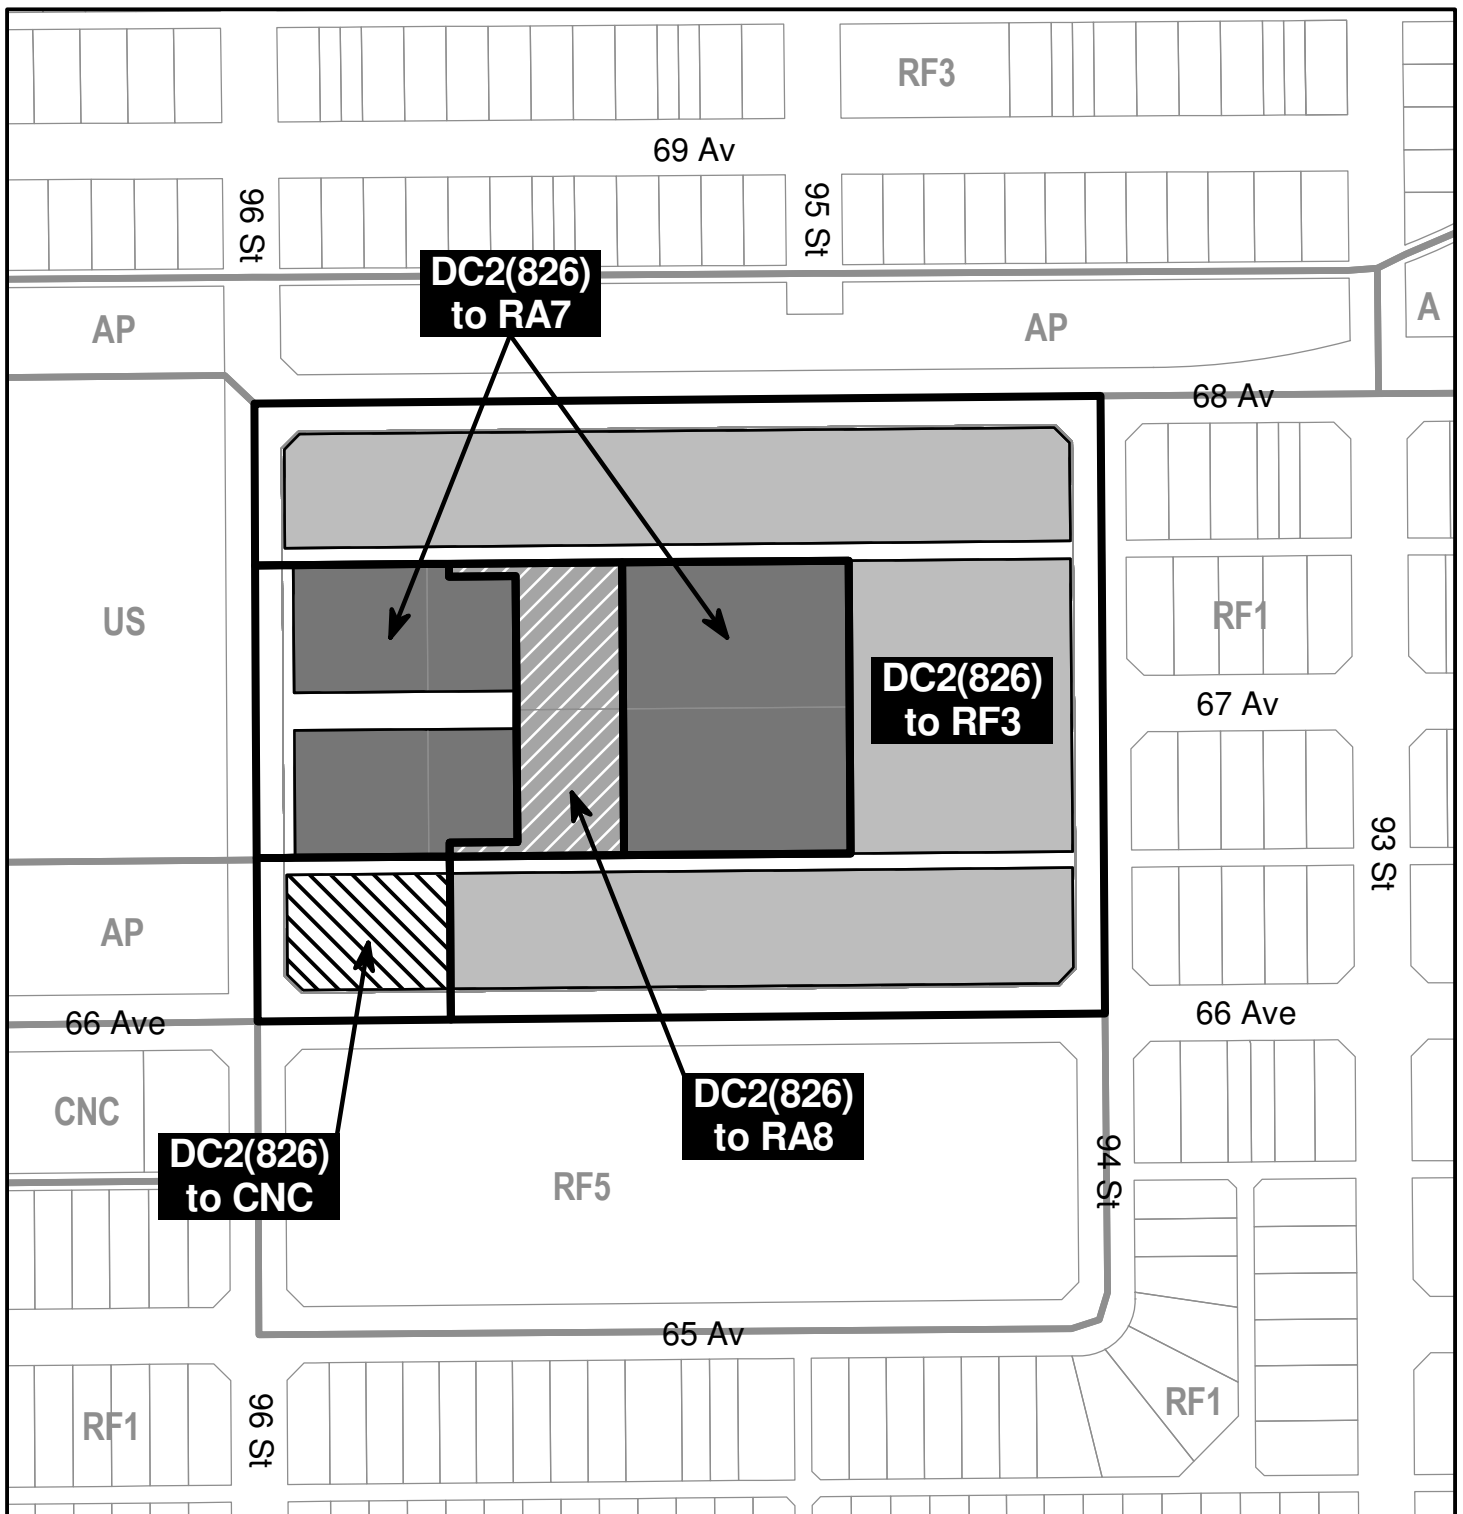 RF3
69 Av
96 St
95 St
DC2(826)
to RA7
AP
AP
A
68 Av
US
RF1
DC2(826)
to RF3
67 Av
93 St
AP
66 Ave
66 Ave
DC2(826)
to RA8
CNC
DC2(826)
to CNC
94 St
RF5
65 Av
RF1
96 St
RF1